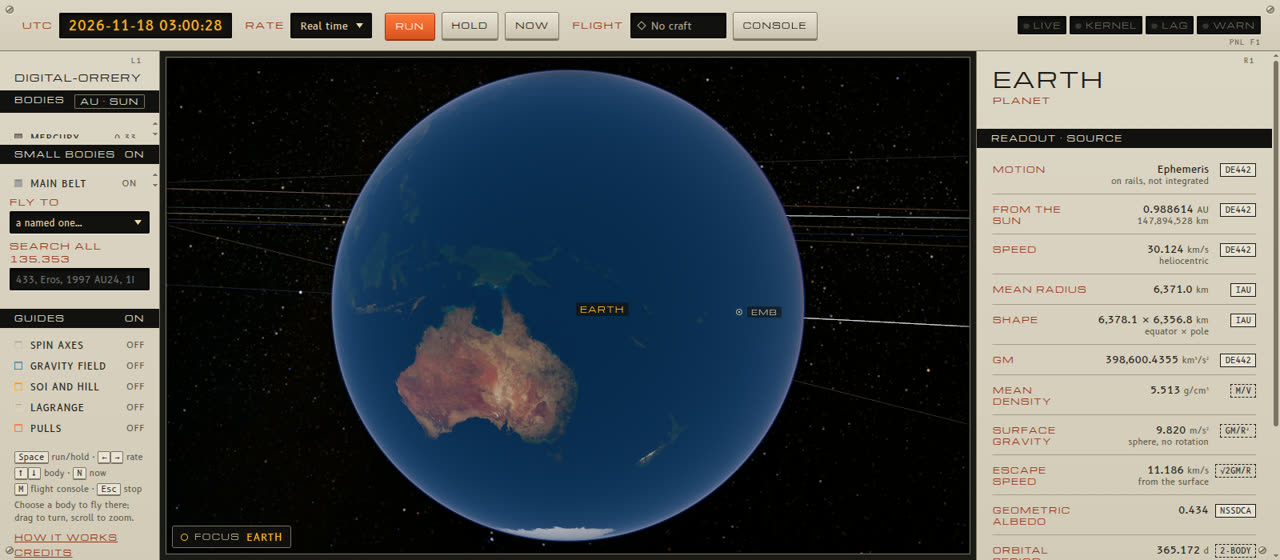 UTC 2026-11-18 03:00:28 RATE Real time RUN HOLD NOW FLIGHT ◇ No craft CONSOLE LIVE KERNEL LAG WARN
PNL F1
L1
DIGITAL-ORRERY
BODIES AU · SUN
MERCURY 0.33
SMALL BODIES ON
MAIN BELT ON
FLY TO
a named one...
SEARCH ALL
135,353
433, Eros, 1997 AU24, 1I
GUIDES ON
SPIN AXES OFF
GRAVITY FIELD OFF
SOI AND HILL OFF
LAGRANGE OFF
PULLS OFF
Space run/hold · ← → rate
↑ ↓ body · N now
M flight console · Esc stop
Choose a body to fly there;
drag to turn, scroll to zoom.
HOW IT WORKS
CREDITS
EARTH
EMB
FOCUS EARTH
R1
EARTH
PLANET
READOUT · SOURCE
MOTION Ephemeris DE442
on rails, not integrated
FROM THE SUN 0.988614 AU DE442
147,894,528 km
SPEED 30.124 km/s DE442
heliocentric
MEAN RADIUS 6,371.0 km IAU
SHAPE 6,378.1 × 6,356.8 km IAU
equator × pole
GM 398,600.4355 km³/s² DE442
MEAN DENSITY 5.513 g/cm³ M/V
SURFACE GRAVITY 9.820 m/s² GM/R²
sphere, no rotation
ESCAPE SPEED 11.186 km/s √2GM/R
from the surface
GEOMETRIC ALBEDO 0.434 NSSDCA
ORBITAL PERIOD 365.172 d 2-BODY